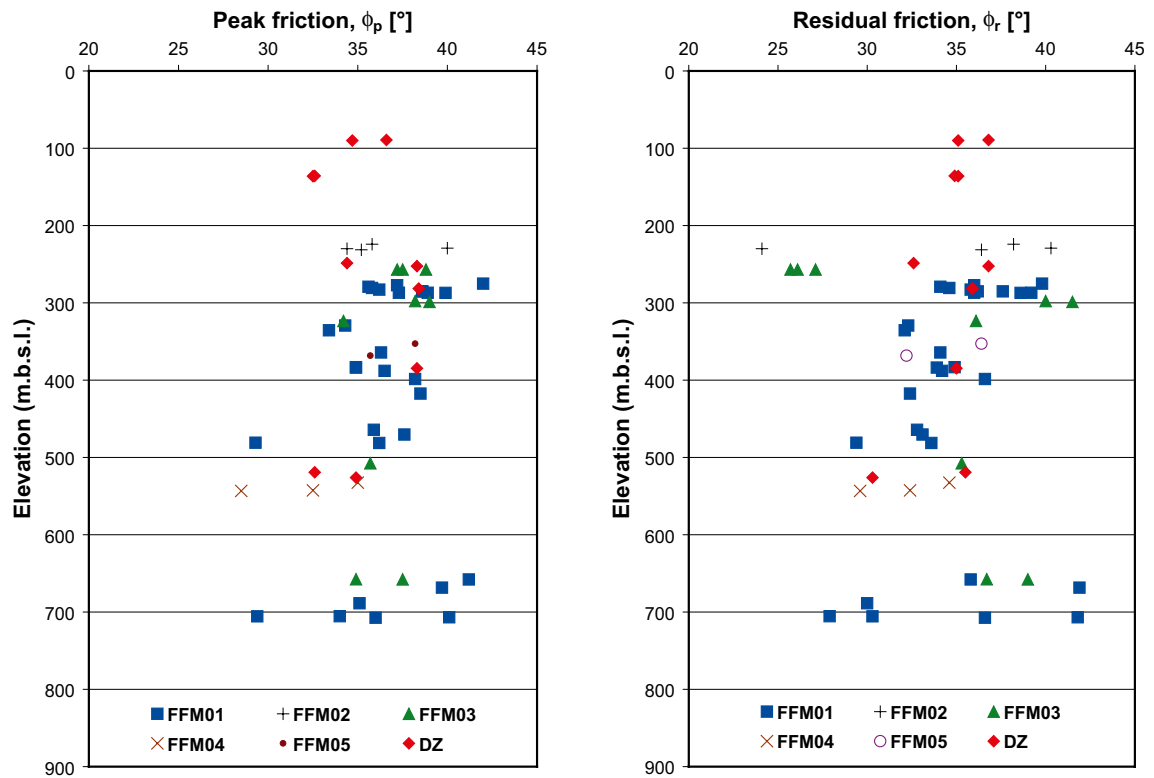 Peak friction, ϕp [°]
20 25 30 35 40 45
0
100
200
300
400
500
600
700
800
900
Elevation (m.b.s.l.)
FFM01 FFM02 FFM03
FFM04 FFM05 DZ
Residual friction, ϕr [°]
20 25 30 35 40 45
0
100
200
300
400
500
600
700
800
900
Elevation (m.b.s.l.)
FFM01 FFM02 FFM03
FFM04 FFM05 DZ